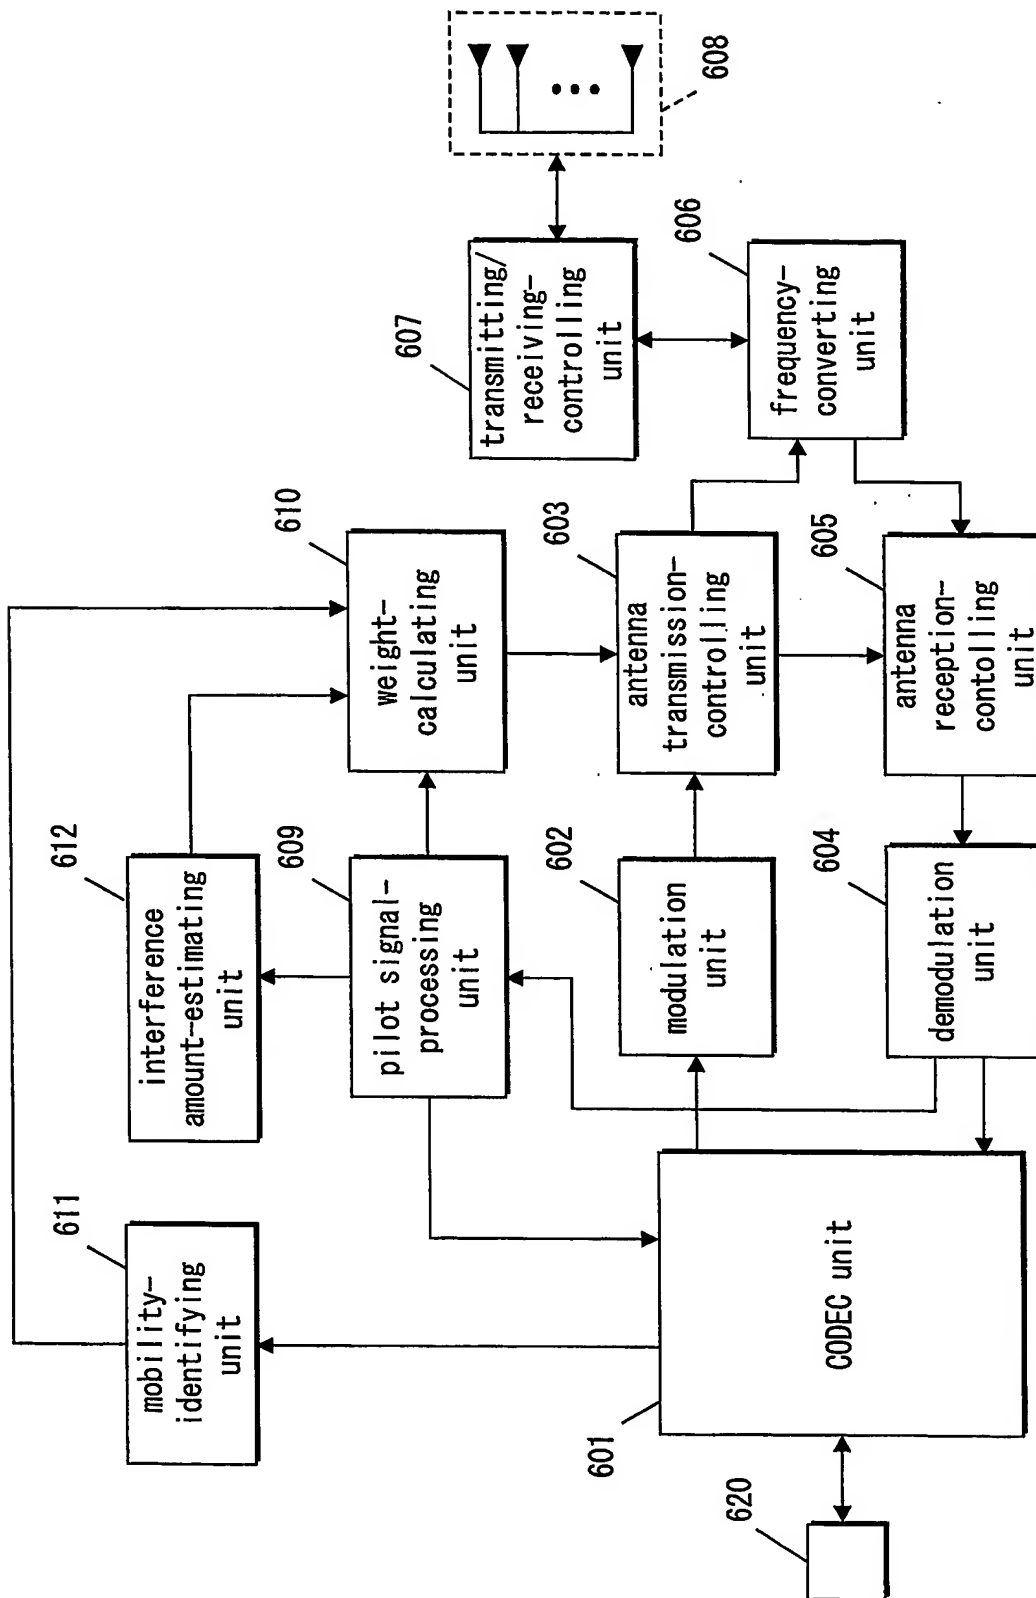 611
mobility-
identifying
unit
612
interference
amount-estimating
unit
609
pilot signal-
processing
unit
610
weight-
calculating
unit
607
transmitting/
receiving-
controlling
unit
608
601
CODEC unit
602
modulation
unit
603
antenna
transmission-
controlling
unit
606
frequency-
converting
unit
620
604
demodulation
unit
605
antenna
reception-
contolling
unit